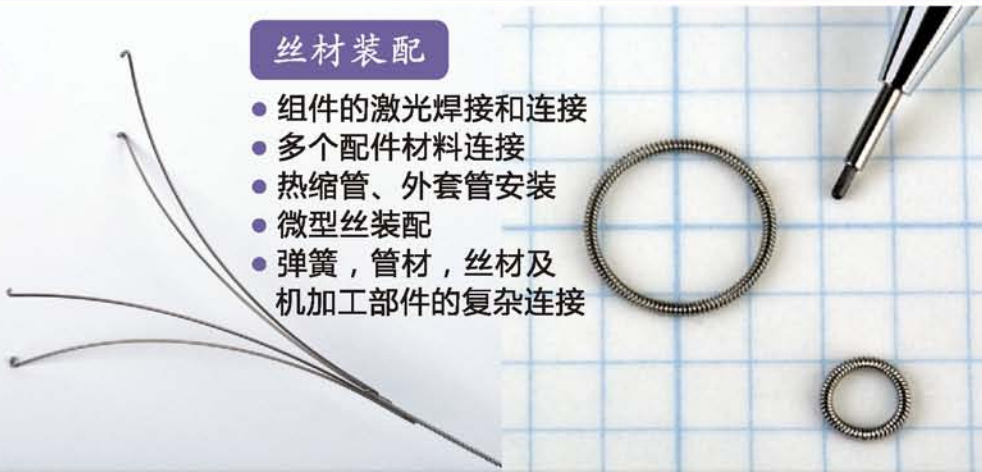 丝材装配
组件的激光焊接和连接
多个配件材料连接
热缩管、外套管安装
微型丝装配
弹簧，管材，丝材及
机加工部件的复杂连接